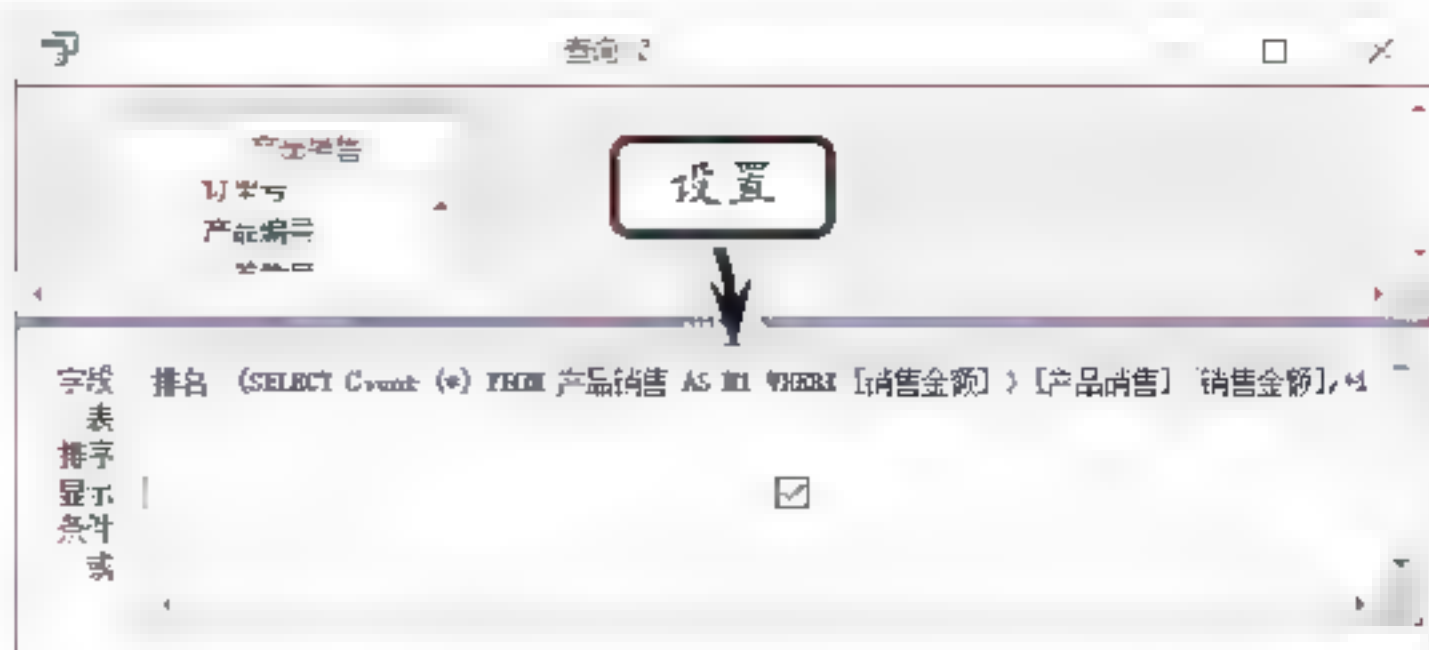 查询
产品销售
订单号
产品编号
设置
字段 排名 (SELECT Count (*) FROM 产品销售 AS M1 WHERE [销售金额] > [产品销售] [销售金额])+1
表
排序
显示
条件
或